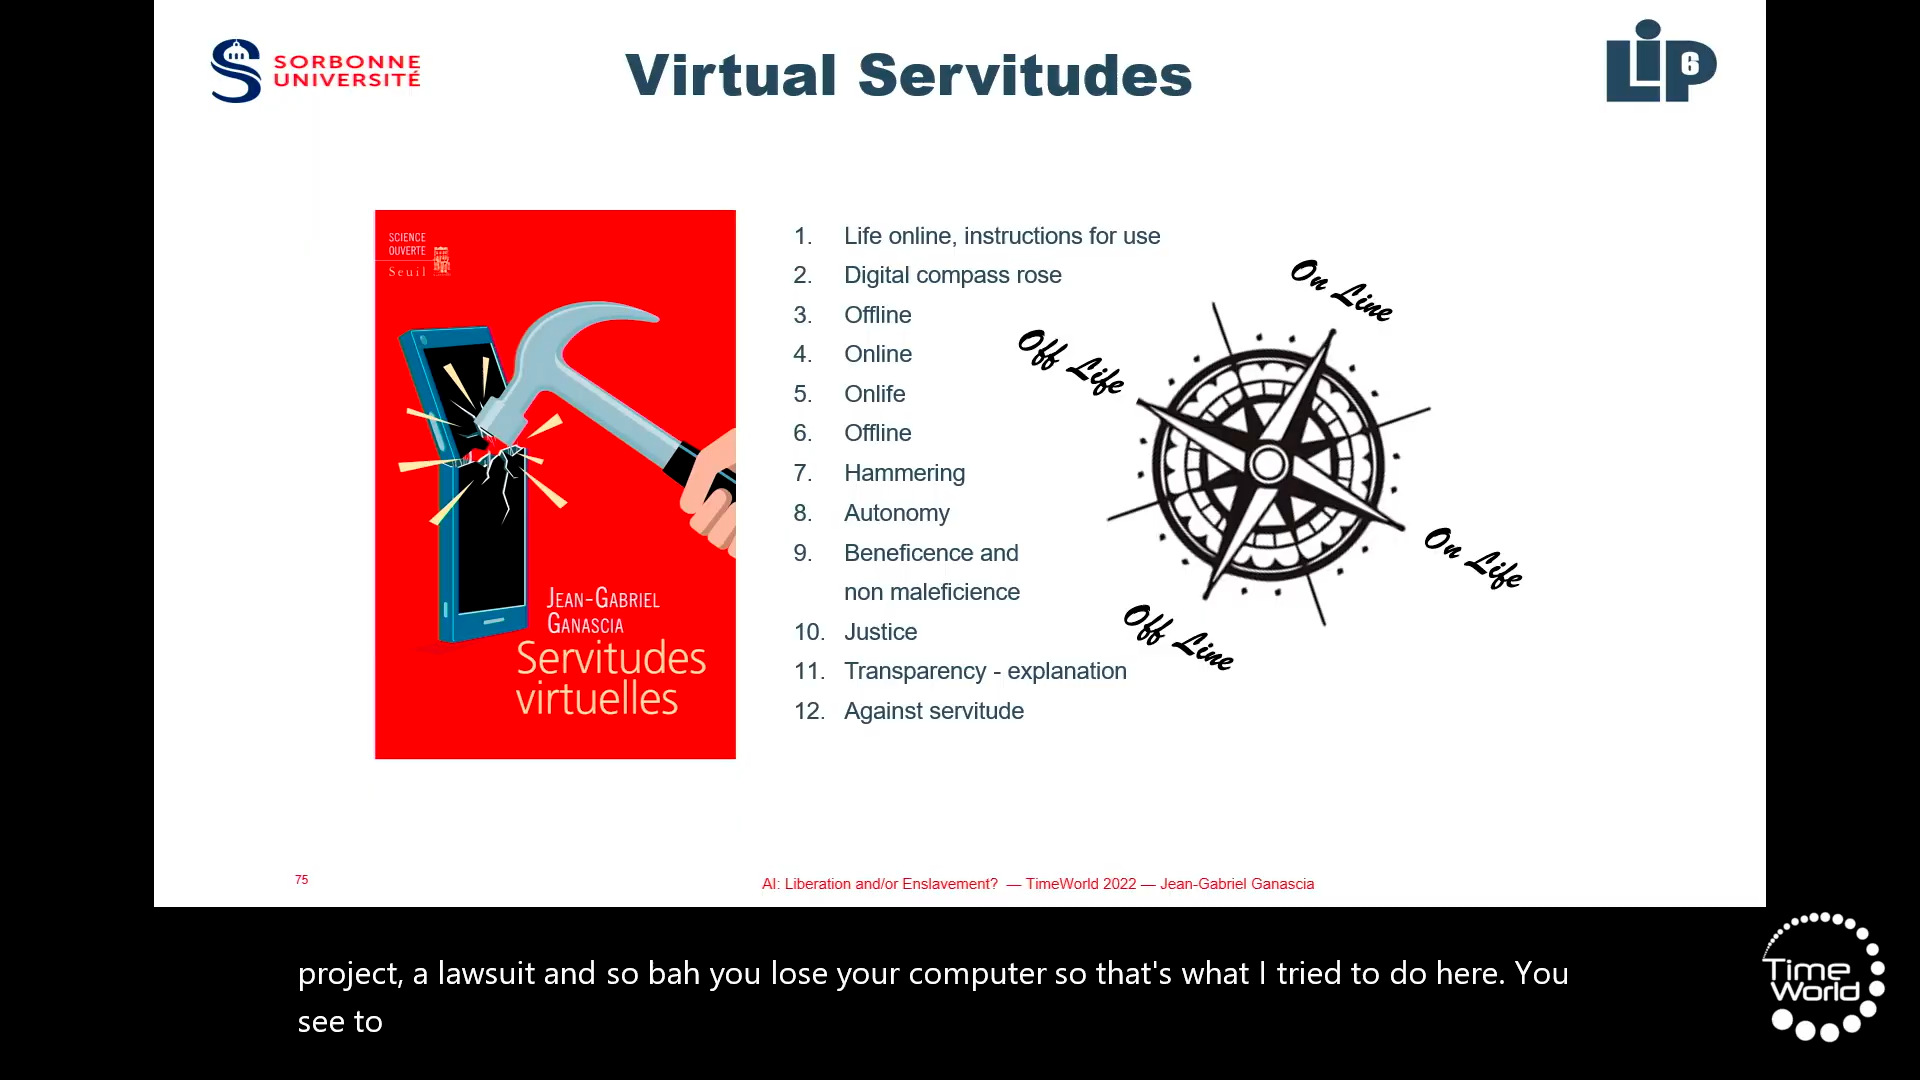 SORBONNE
UNIVERSITÉ
Virtual Servitudes
LiP6
SCIENCE
OUVERTE
Seuil
JEAN-GABRIEL
GANASCIA
Servitudes
virtuelles
1. Life online, instructions for use
2. Digital compass rose
3. Offline
4. Online
5. Onlife
6. Offline
7. Hammering
8. Autonomy
9. Beneficence and
non maleficience
10. Justice
11. Transparency - explanation
12. Against servitude
On Line
Off Life
On Life
Off Line
75
AI: Liberation and/or Enslavement? — TimeWorld 2022 — Jean-Gabriel Ganascia
project, a lawsuit and so bah you lose your computer so that's what I tried to do here. You
see to
Time
World